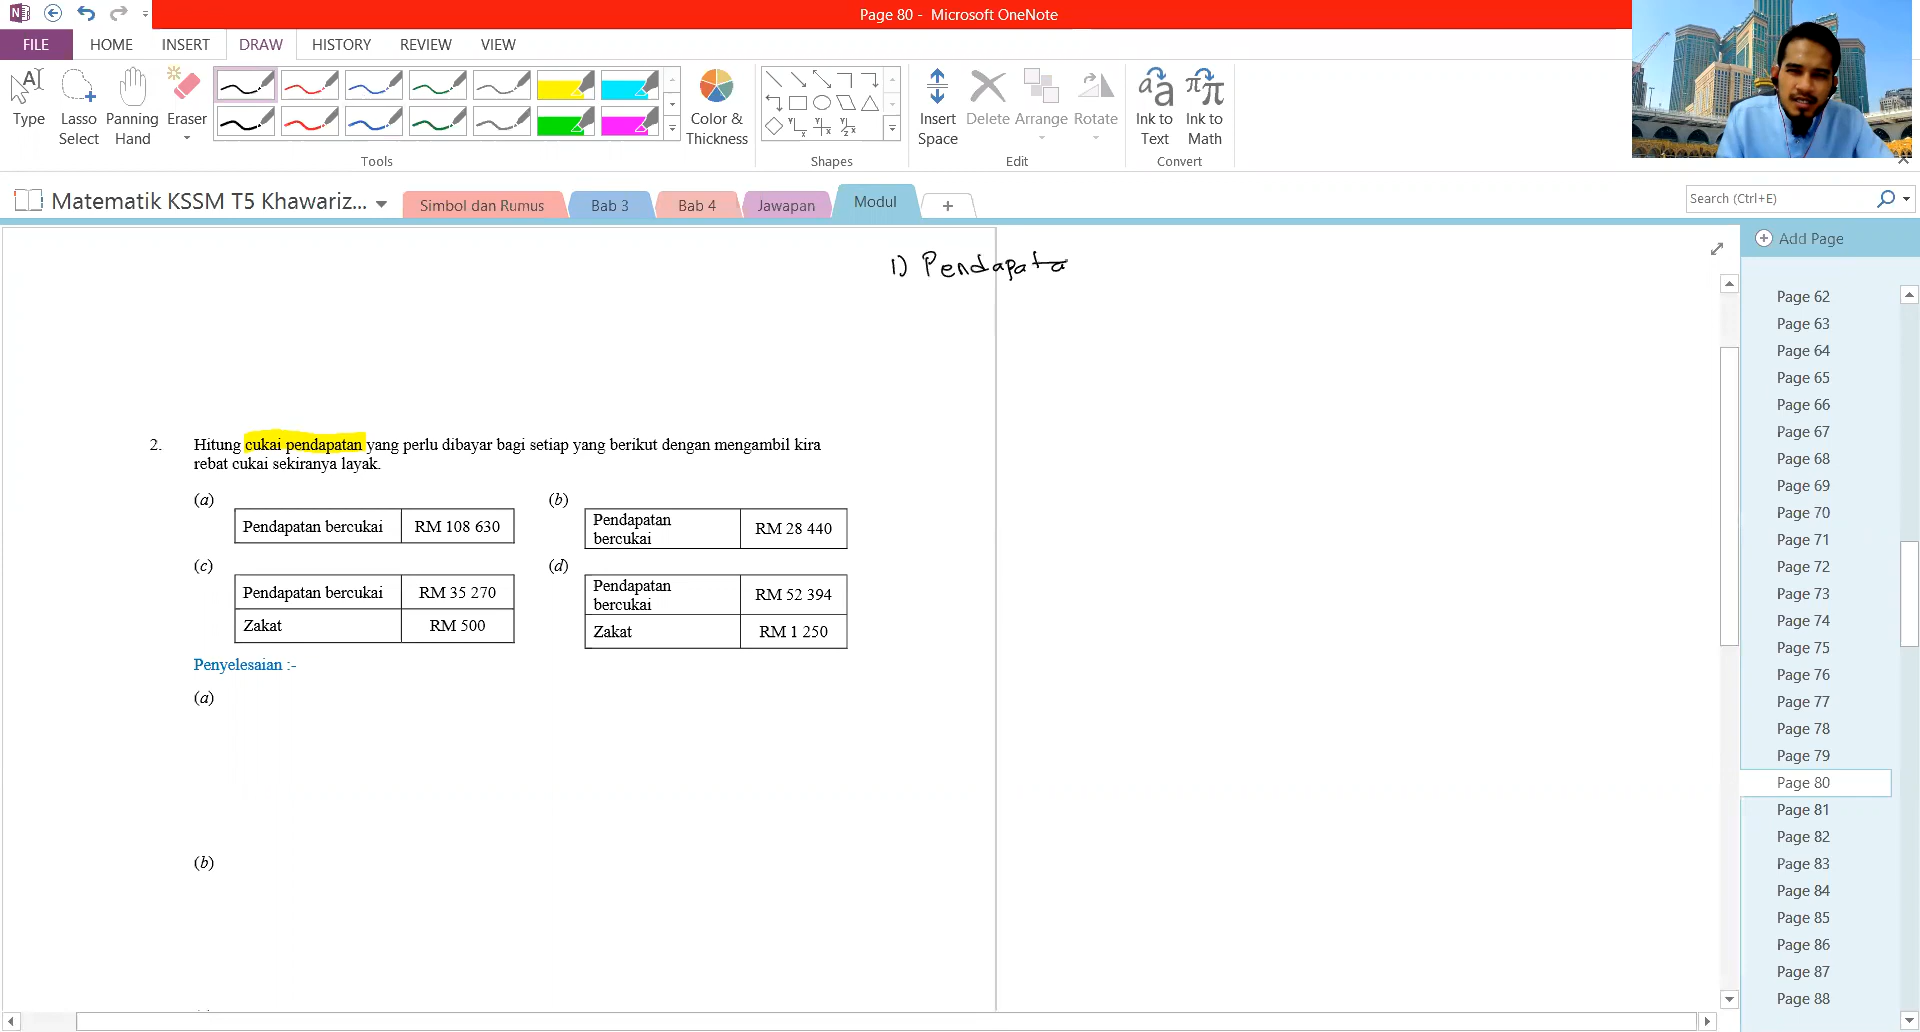 Page 80 - Microsoft OneNote
FILE HOME INSERT DRAW HISTORY REVIEW VIEW
Type
Lasso Select
Panning Hand
Eraser
Color & Thickness
Insert Space
Delete
Arrange
Rotate
Ink to Text
Ink to Math
Tools
Shapes
Edit
Convert
Matematik KSSM T5 Khawariz...
Simbol dan Rumus
Bab 3
Bab 4
Jawapan
Modul
+
Search (Ctrl+E)
Add Page
1) Pendapata
2. Hitung cukai pendapatan yang perlu dibayar bagi setiap yang berikut dengan mengambil kira
rebat cukai sekiranya layak.
(a)
Pendapatan bercukai RM 108 630
(b)
Pendapatan bercukai RM 28 440
(c)
Pendapatan bercukai RM 35 270
Zakat RM 500
(d)
Pendapatan bercukai RM 52 394
Zakat RM 1 250
Penyelesaian :-
(a)
(b)
Page 62
Page 63
Page 64
Page 65
Page 66
Page 67
Page 68
Page 69
Page 70
Page 71
Page 72
Page 73
Page 74
Page 75
Page 76
Page 77
Page 78
Page 79
Page 80
Page 81
Page 82
Page 83
Page 84
Page 85
Page 86
Page 87
Page 88